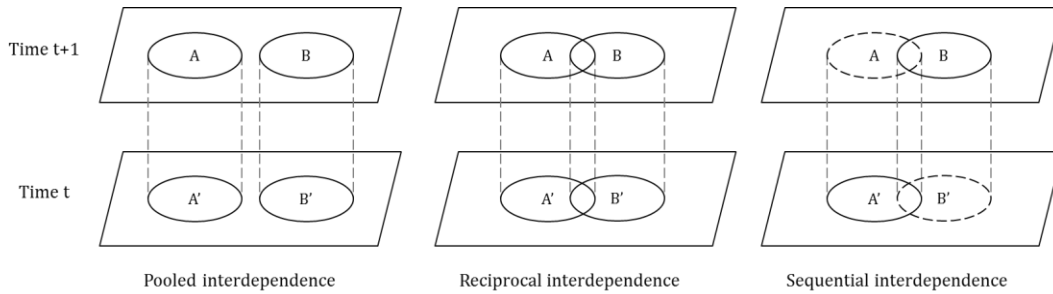 Time t+1
A
B
A
B
A
B
Time t
A′
B′
A′
B′
A′
B′
Pooled interdependence
Reciprocal interdependence
Sequential interdependence